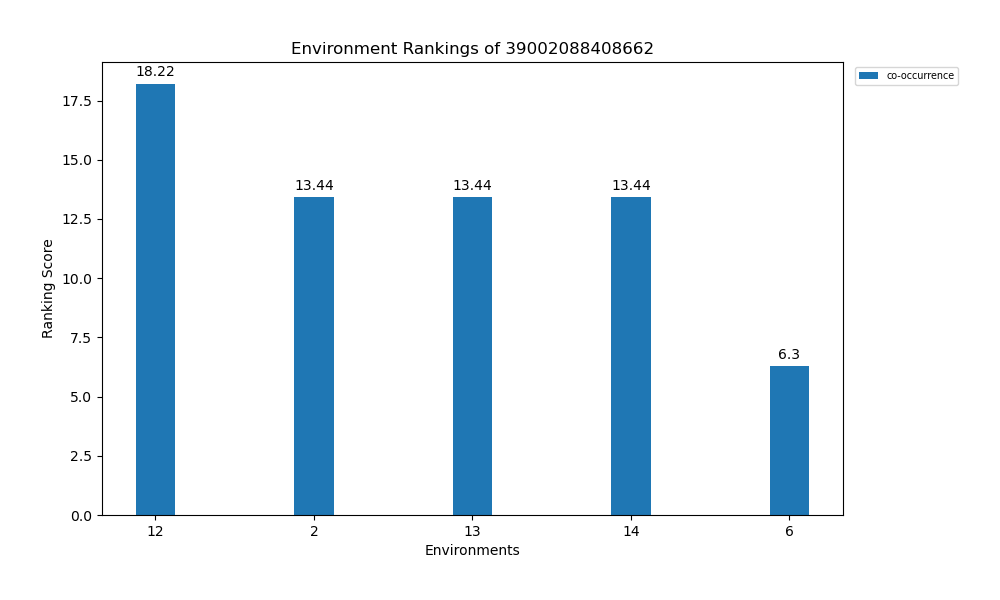 Environment Rankings of 39002088408662
co-occurrence
18.22
13.44
13.44
13.44
6.3
17.5
15.0
12.5
10.0
7.5
5.0
2.5
0.0
Ranking Score
12 2 13 14 6
Environments